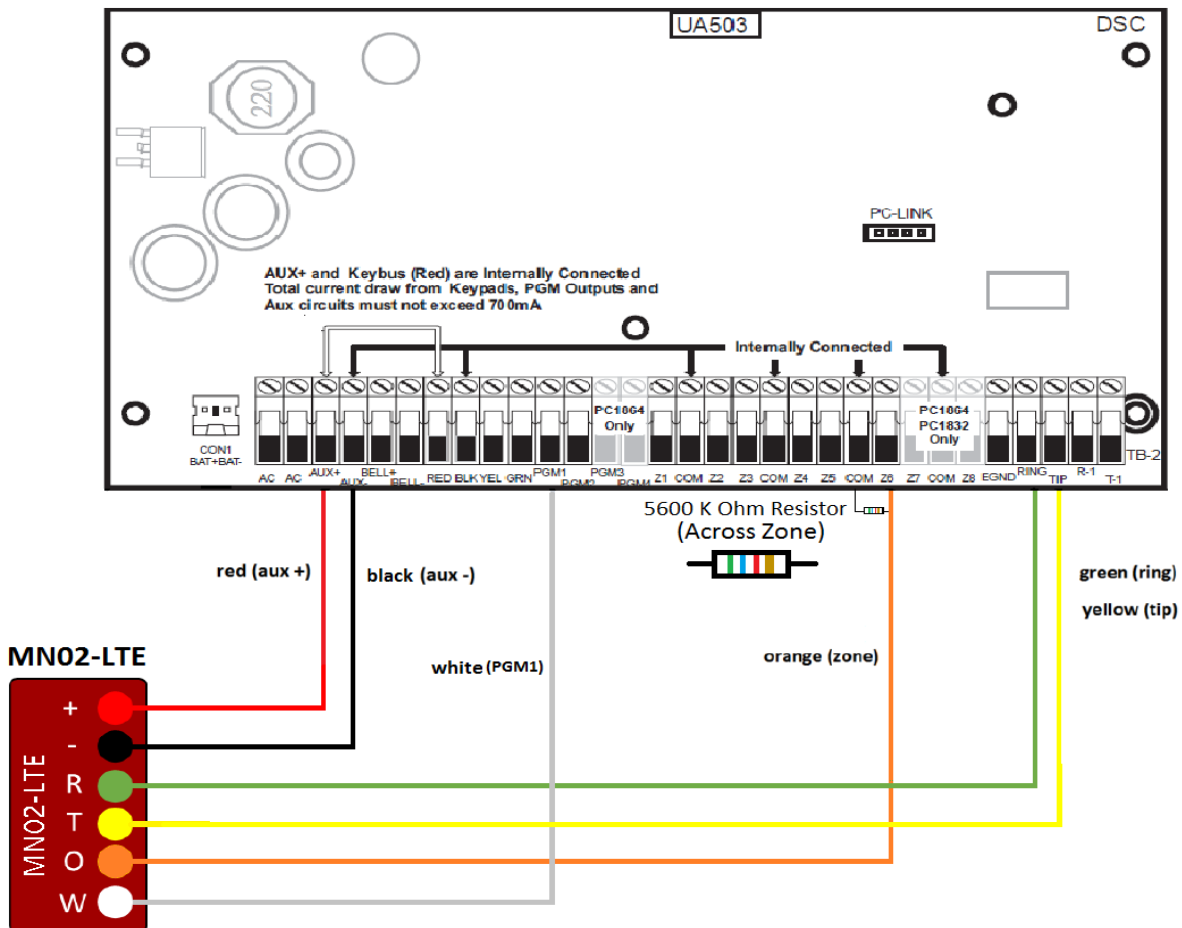 UA503
DSC
220
PC-LINK
AUX+ and Keybus (Red) are Internally Connected
Total current draw from Keypads, PGM Outputs and
Aux circuits must not exceed 700mA
Internally Connected
PC1864
Only
PC1864
PC1832
Only
CON1
BAT+BAT-
TB-2
AC AC AUX+ AUX- BELL+ BELL- RED BLK YEL GRN PGM1 PGM2 PGM3 PGM4 Z1 COM Z2 Z3 COM Z4 Z5 COM Z6 Z7 COM Z8 EGND RING TIP R-1 T-1
5600 K Ohm Resistor
(Across Zone)
red (aux +)
black (aux -)
green (ring)
yellow (tip)
white (PGM1)
orange (zone)
MN02-LTE
MN02-LTE
+
-
R
T
O
W